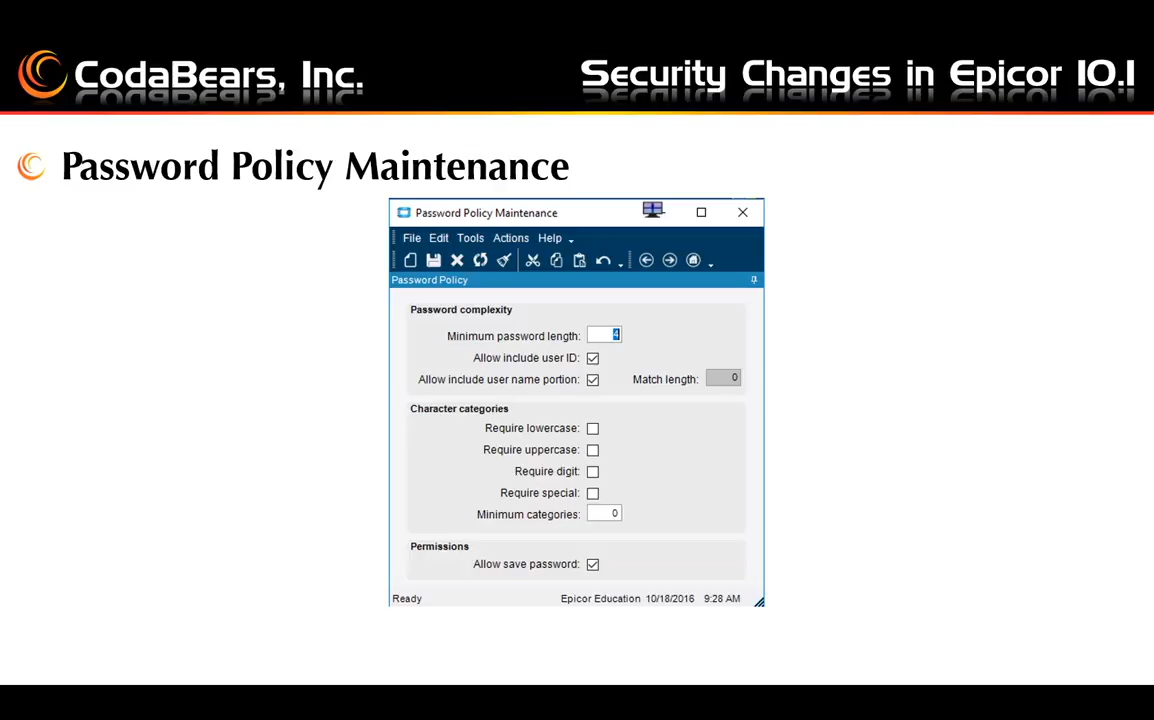 CodaBears, Inc.
Security Changes in Epicor 10.1
Password Policy Maintenance
Password Policy Maintenance
File Edit Tools Actions Help
Password Policy
Password complexity
Minimum password length: 4
Allow include user ID:
Allow include user name portion: Match length: 0
Character categories
Require lowercase:
Require uppercase:
Require digit:
Require special:
Minimum categories: 0
Permissions
Allow save password:
Ready Epicor Education 10/18/2016 9:28 AM